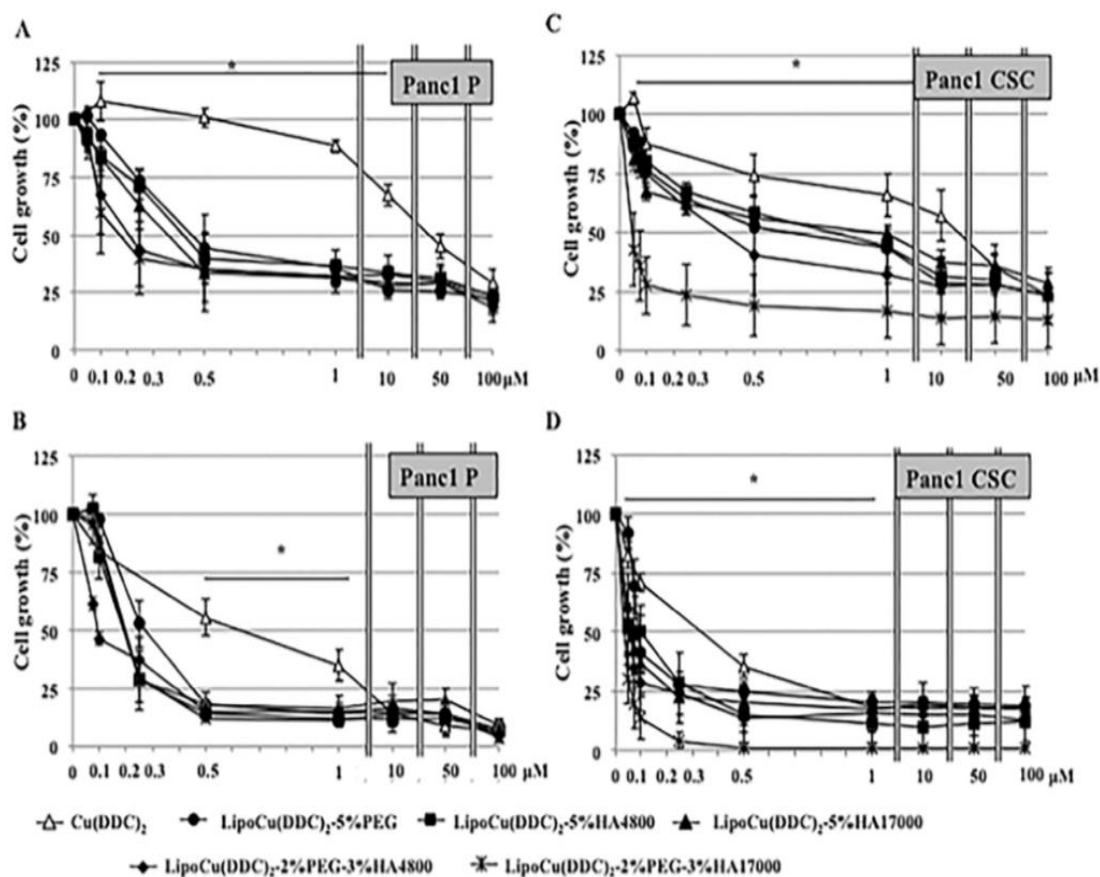 A
125
100
75
50
25
0
Cell growth (%)
*
Panc1 P
0 0.1 0.2 0.3 0.5 1 10 50 100 µM
C
125
100
75
50
25
0
Cell growth (%)
*
Panc1 CSC
0 0.1 0.2 0.3 0.5 1 10 50 100 µM
B
125
100
75
50
25
0
Cell growth (%)
*
Panc1 P
0 0.1 0.2 0.3 0.5 1 10 50 100 µM
D
125
100
75
50
25
0
Cell growth (%)
*
Panc1 CSC
0 0.1 0.2 0.3 0.5 1 10 50 100 µM
Cu(DDC)₂ LipoCu(DDC)₂-5%PEG LipoCu(DDC)₂-5%HA4800 LipoCu(DDC)₂-5%HA17000
LipoCu(DDC)₂-2%PEG-3%HA4800 LipoCu(DDC)₂-2%PEG-3%HA17000